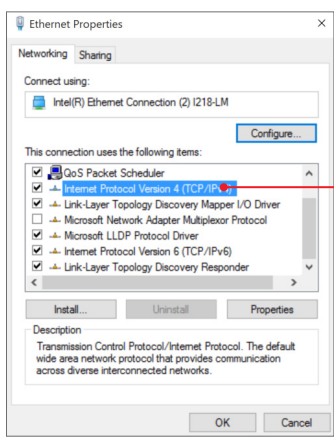 Ethernet Properties
Networking Sharing
Connect using:
Intel(R) Ethernet Connection (2) I218-LM
Configure...
This connection uses the following items:
QoS Packet Scheduler
Internet Protocol Version 4 (TCP/IPv4)
Link-Layer Topology Discovery Mapper I/O Driver
Microsoft Network Adapter Multiplexor Protocol
Microsoft LLDP Protocol Driver
Internet Protocol Version 6 (TCP/IPv6)
Link-Layer Topology Discovery Responder
Install... Uninstall Properties
Description
Transmission Control Protocol/Internet Protocol. The default
wide area network protocol that provides communication
across diverse interconnected networks.
OK Cancel